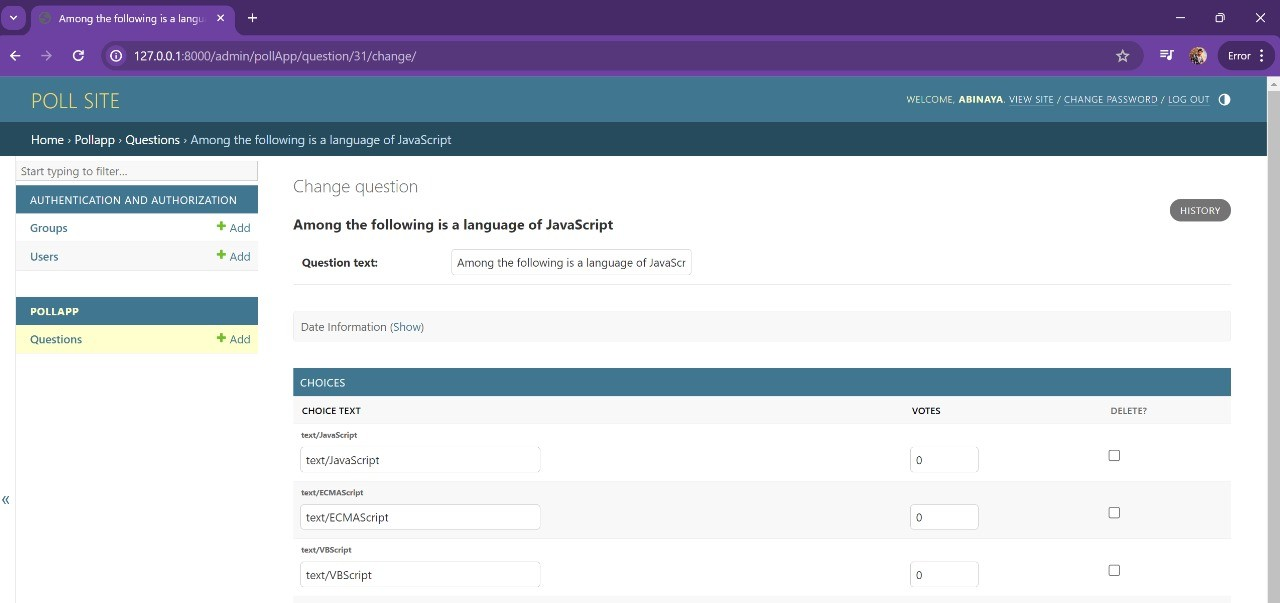 Among the following is a langu
127.0.0.1:8000/admin/pollApp/question/31/change/
Error
POLL SITE
WELCOME, ABINAYA. VIEW SITE / CHANGE PASSWORD / LOG OUT
Home › Pollapp › Questions › Among the following is a language of JavaScript
Start typing to filter...
AUTHENTICATION AND AUTHORIZATION
Groups + Add
Users + Add
POLLAPP
Questions + Add
«
Change question
HISTORY
Among the following is a language of JavaScript
Question text: Among the following is a language of JavaScr
Date Information (Show)
CHOICES
CHOICE TEXT VOTES DELETE?
text/JavaScript
text/JavaScript 0
text/ECMAScript
text/ECMAScript 0
text/VBScript
text/VBScript 0